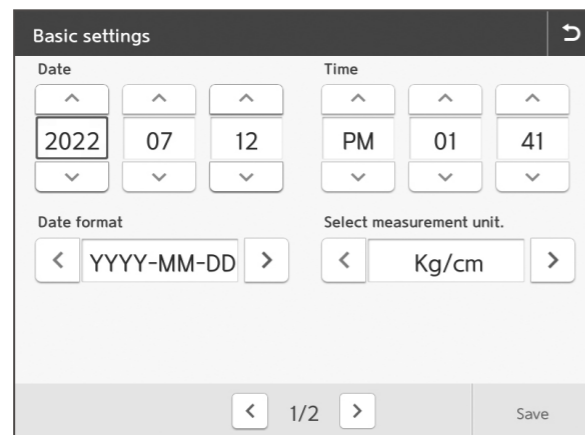 Basic settings
Date
Time
2022 07 12
PM 01 41
Date format
Select measurement unit.
YYYY-MM-DD
Kg/cm
1/2
Save